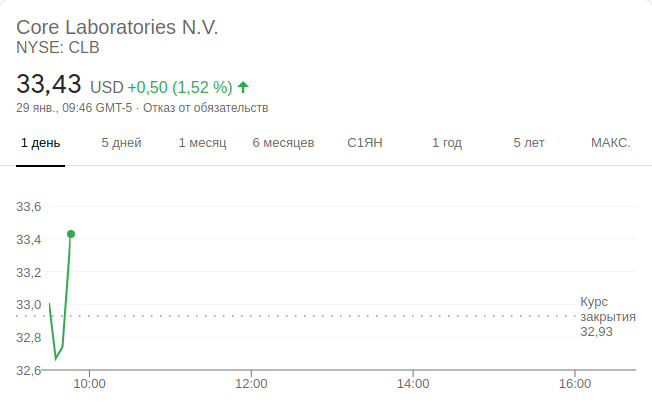 Core Laboratories N.V.
NYSE: CLB
33,43 USD +0,50 (1,52 %)
29 янв., 09:46 GMT-5 · Отказ от обязательств
1 день 5 дней 1 месяц 6 месяцев С1ЯН 1 год 5 лет МАКС.
33,6
33,4
33,2
33,0
Курс
закрытия
32,93
32,8
32,6
10:00 12:00 14:00 16:00